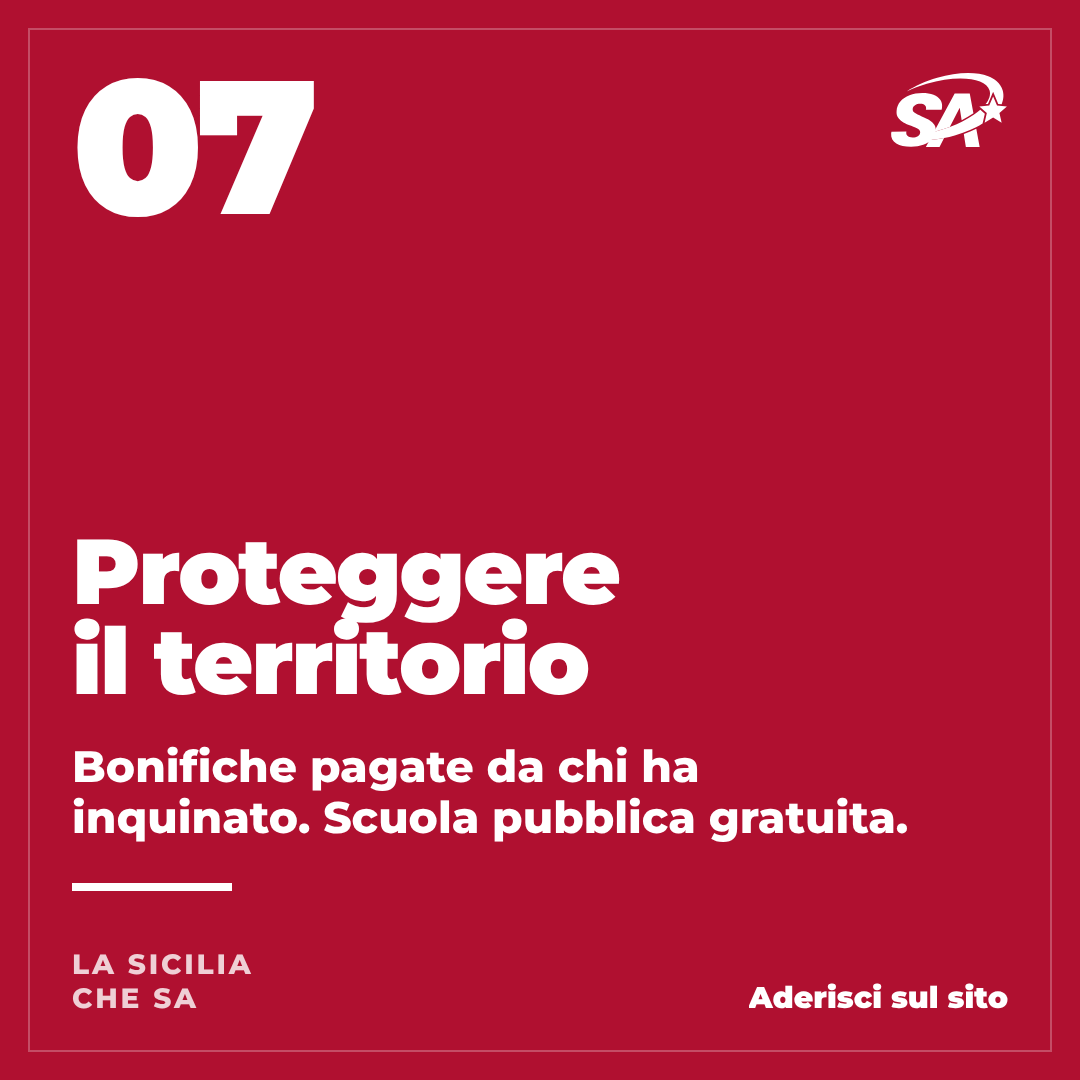 07
SA
Proteggere
il territorio
Bonifiche pagate da chi ha
inquinato. Scuola pubblica gratuita.
LA SICILIA
CHE SA
Aderisci sul sito